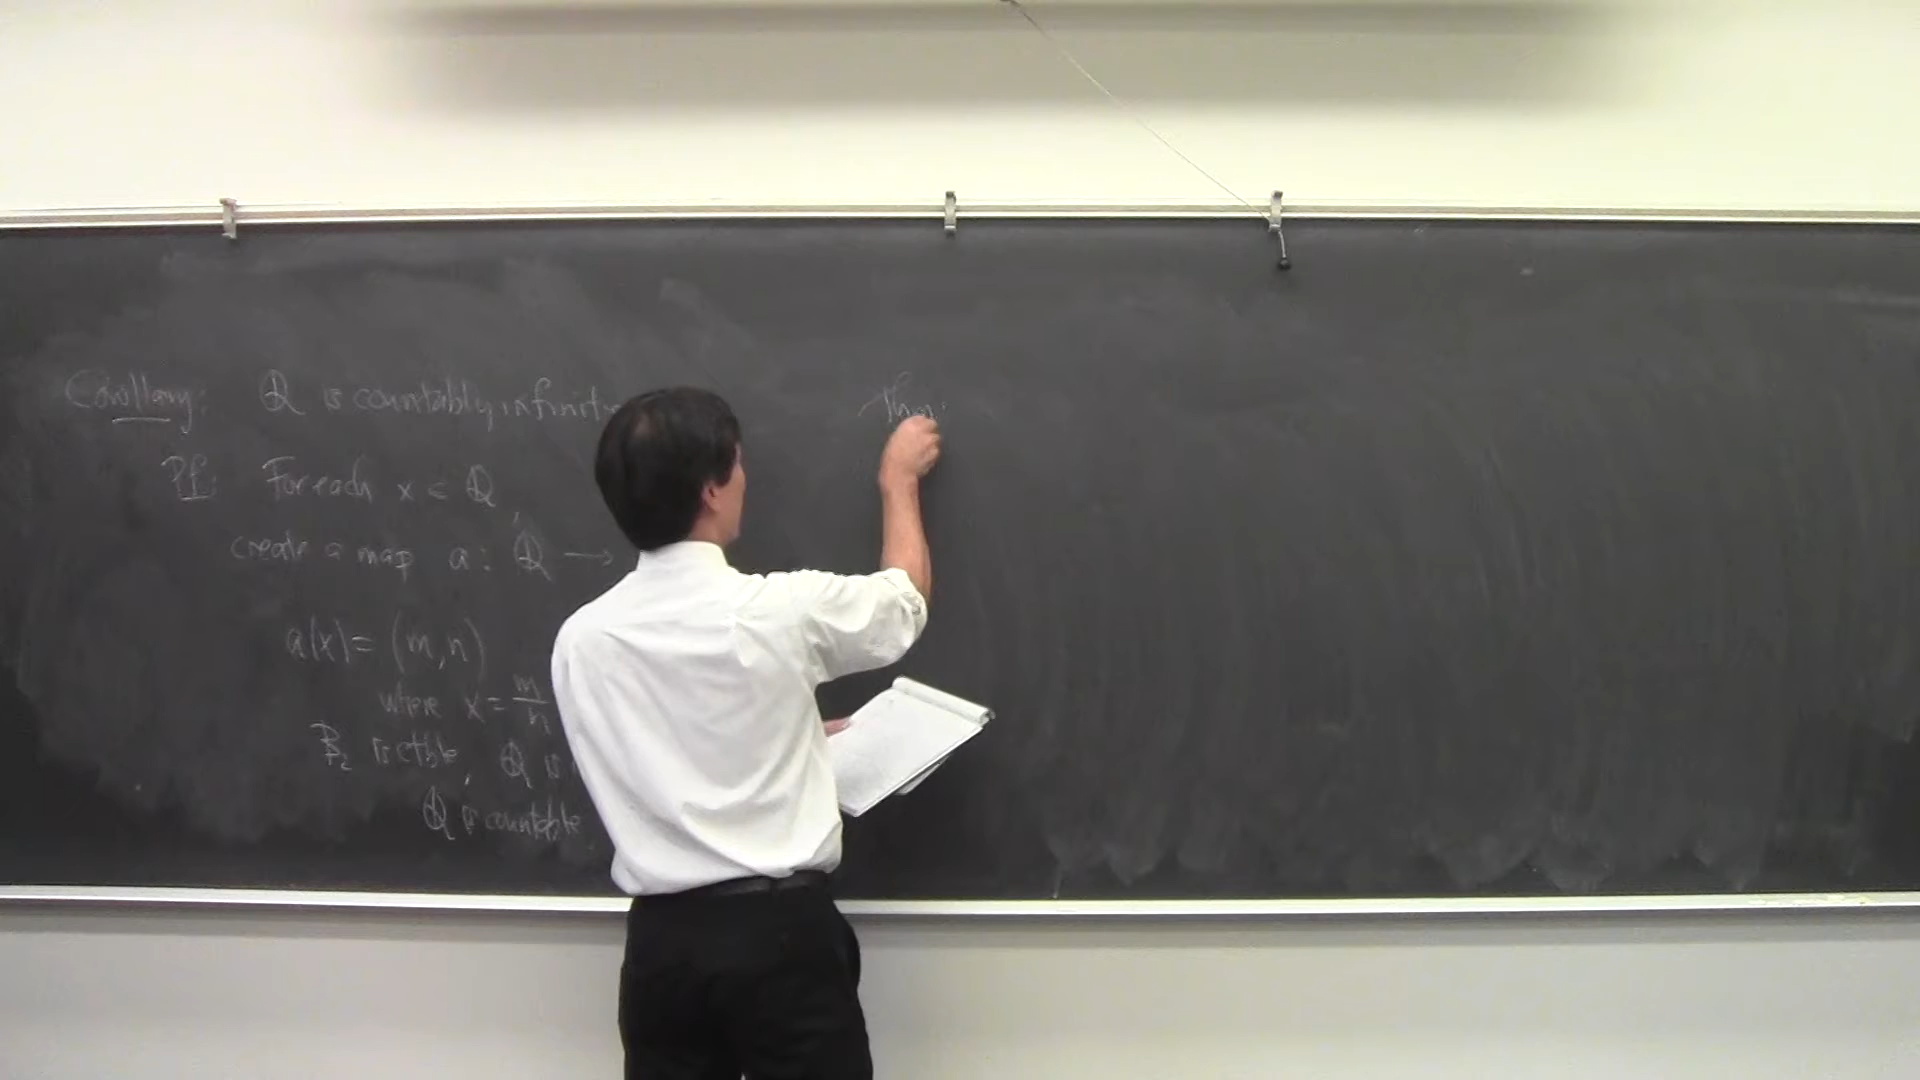 Corollary: Q is countably infinite
Pf: For each x ∈ Q,
create a map a: Q →
a(x) = (m, n)
where x = m/n
B₂ is ctble, Q is
Q is countable
Thm: